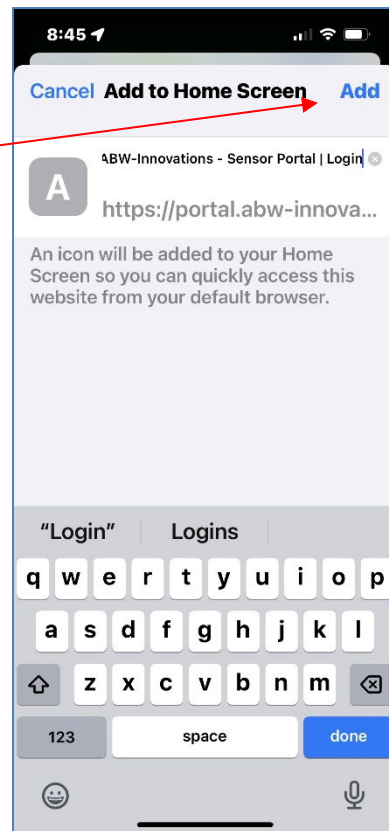 8:45
Cancel Add to Home Screen Add
A
ABW-Innovations - Sensor Portal | Login
https://portal.abw-innova...
An icon will be added to your Home
Screen so you can quickly access this
website from your default browser.
“Login” Logins
q w e r t y u i o p
a s d f g h j k l
z x c v b n m
123 space done